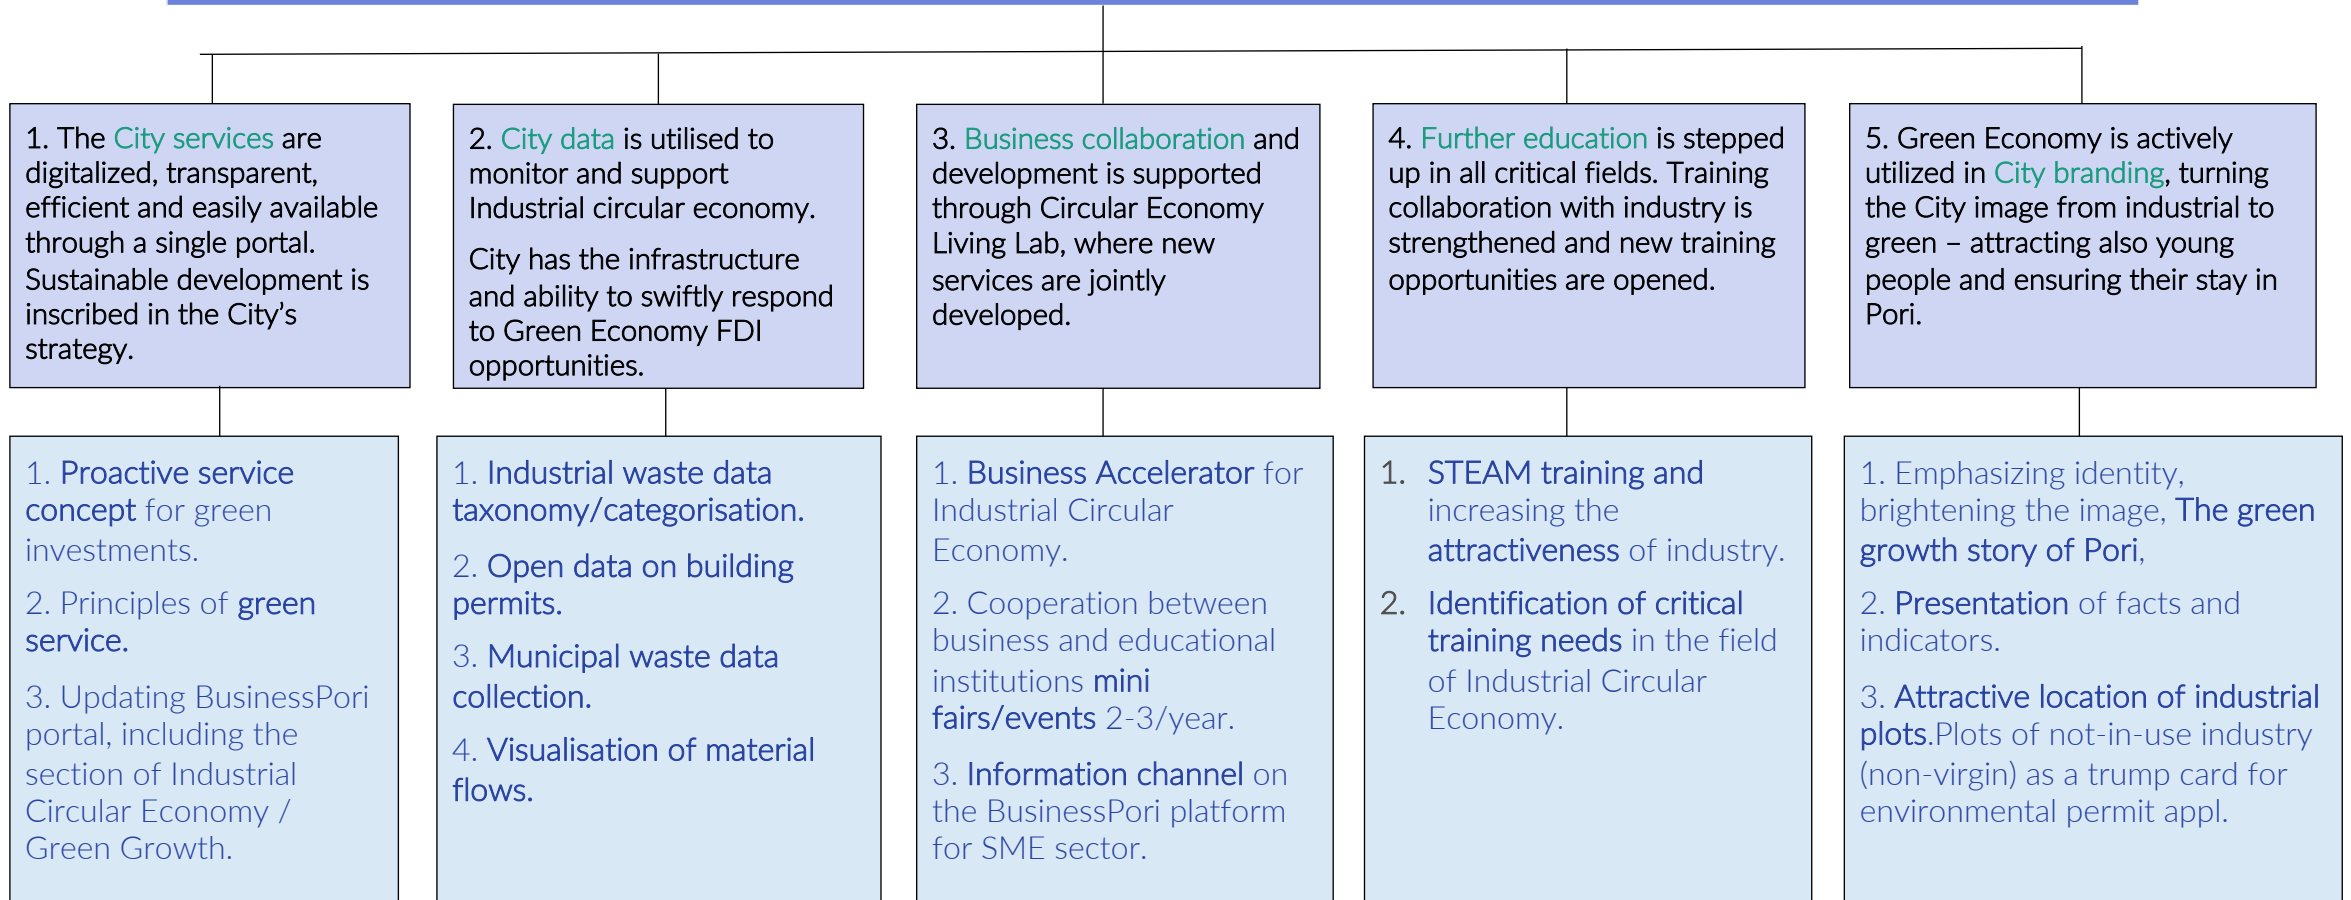 1. The City services are
digitalized, transparent,
efficient and easily available
through a single portal.
Sustainable development is
inscribed in the City’s
strategy.
2. City data is utilised to
monitor and support
Industrial circular economy.
City has the infrastructure
and ability to swiftly respond
to Green Economy FDI
opportunities.
3. Business collaboration and
development is supported
through Circular Economy
Living Lab, where new
services are jointly
developed.
4. Further education is stepped
up in all critical fields. Training
collaboration with industry is
strengthened and new training
opportunities are opened.
5. Green Economy is actively
utilized in City branding, turning
the City image from industrial to
green – attracting also young
people and ensuring their stay in
Pori.
1. Proactive service
concept for green
investments.
2. Principles of green
service.
3. Updating BusinessPori
portal, including the
section of Industrial
Circular Economy /
Green Growth.
1. Industrial waste data
taxonomy/categorisation.
2. Open data on building
permits.
3. Municipal waste data
collection.
4. Visualisation of material
flows.
1. Business Accelerator for
Industrial Circular
Economy.
2. Cooperation between
business and educational
institutions mini
fairs/events 2-3/year.
3. Information channel on
the BusinessPori platform
for SME sector.
1. STEAM training and
increasing the
attractiveness of industry.
2. Identification of critical
training needs in the field
of Industrial Circular
Economy.
1. Emphasizing identity,
brightening the image, The green
growth story of Pori,
2. Presentation of facts and
indicators.
3. Attractive location of industrial
plots.Plots of not-in-use industry
(non-virgin) as a trump card for
environmental permit appl.